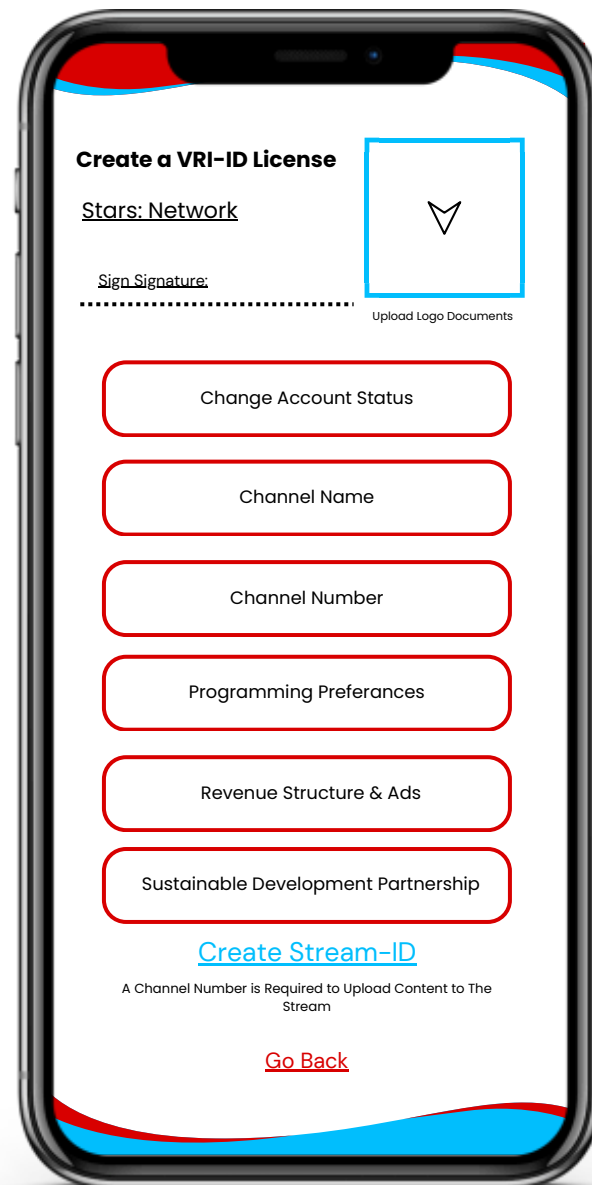 Create a VRI-ID License
Stars: Network
Sign Signature:
Upload Logo Documents
Change Account Status
Channel Name
Channel Number
Programming Preferances
Revenue Structure & Ads
Sustainable Development Partnership
Create Stream-ID
A Channel Number is Required to Upload Content to The
Stream
Go Back